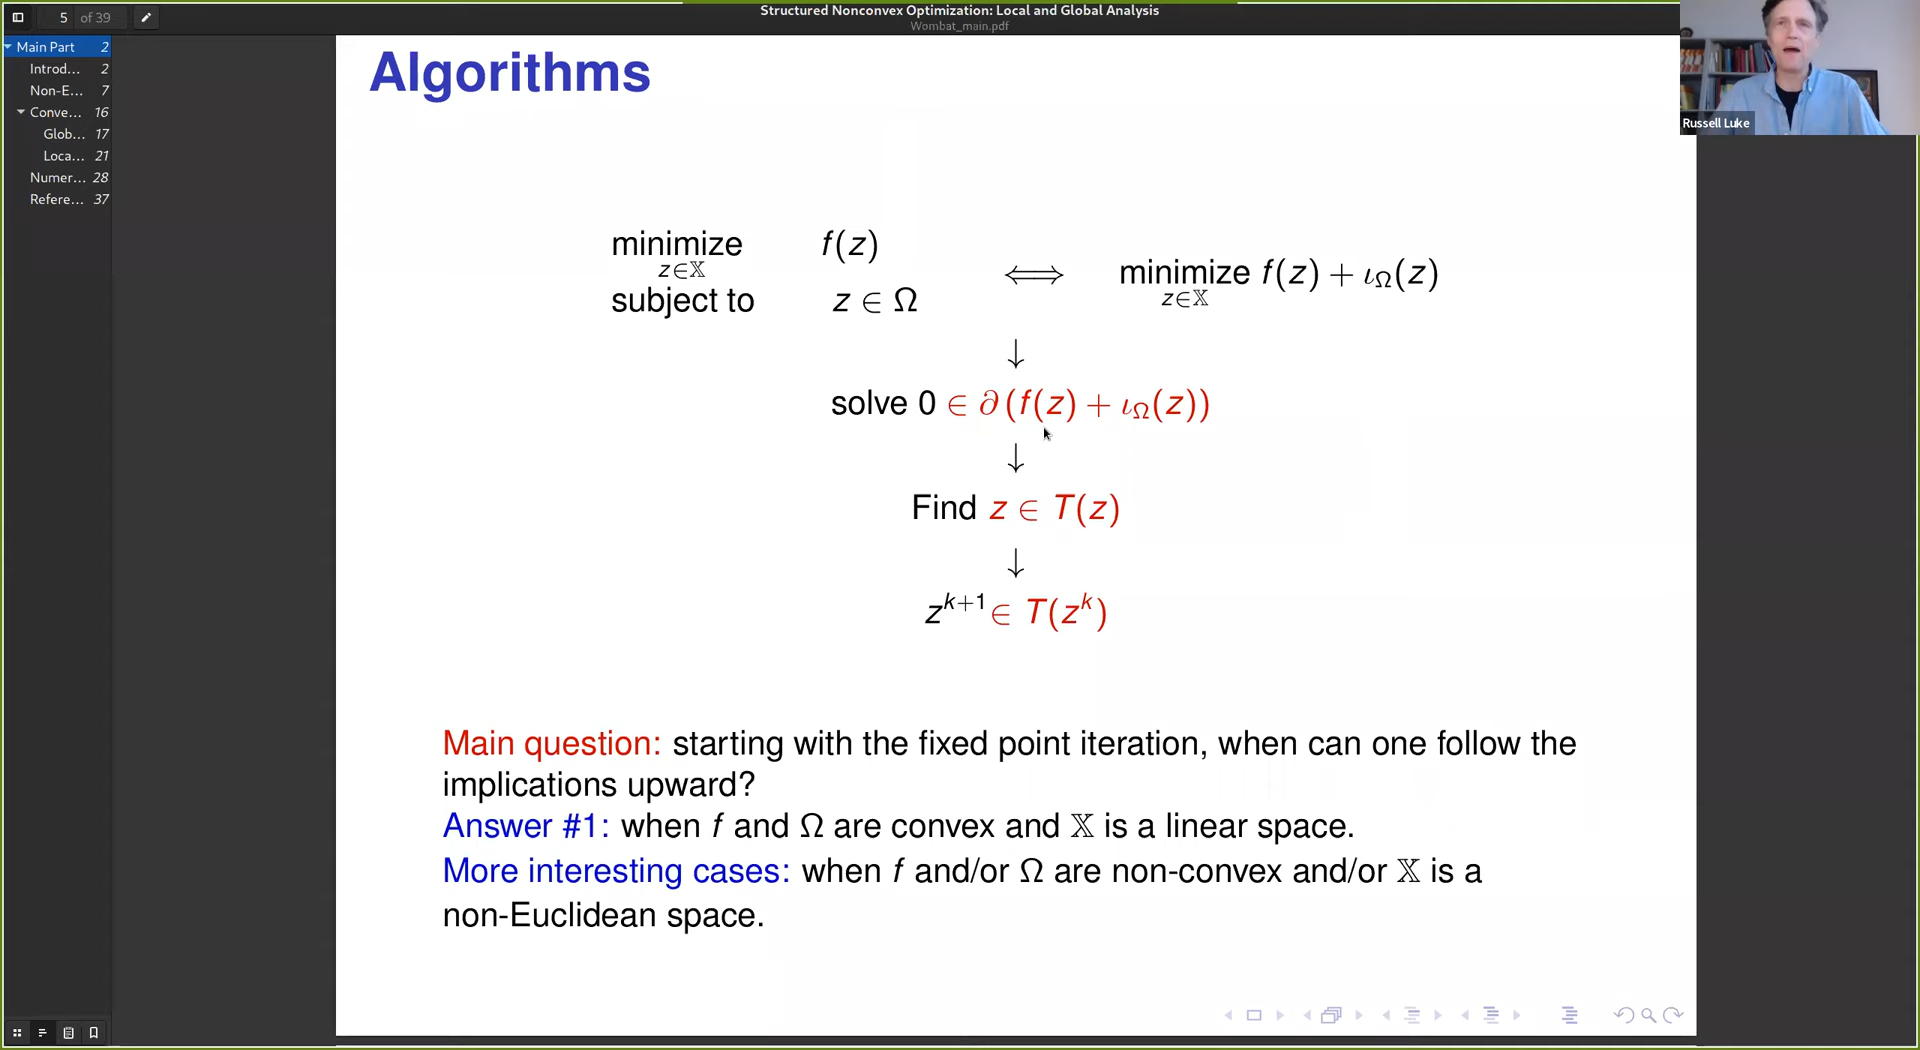 5 of 39
Structured Nonconvex Optimization: Local and Global Analysis
Wombat_main.pdf
Main Part 2
Introd... 2
Non-E... 7
Conve... 16
Glob... 17
Loca... 21
Numer... 28
Refere... 37
Russell Luke
Algorithms
minimize f(z)
z∈𝕏
subject to z ∈ Ω
⟺ minimize f(z) + ι_Ω(z)
z∈𝕏
↓
solve 0 ∈ ∂ (f(z) + ι_Ω(z))
↓
Find z ∈ T(z)
↓
z^{k+1} ∈ T(z^k)
Main question: starting with the fixed point iteration, when can one follow the
implications upward?
Answer #1: when f and Ω are convex and 𝕏 is a linear space.
More interesting cases: when f and/or Ω are non-convex and/or 𝕏 is a
non-Euclidean space.